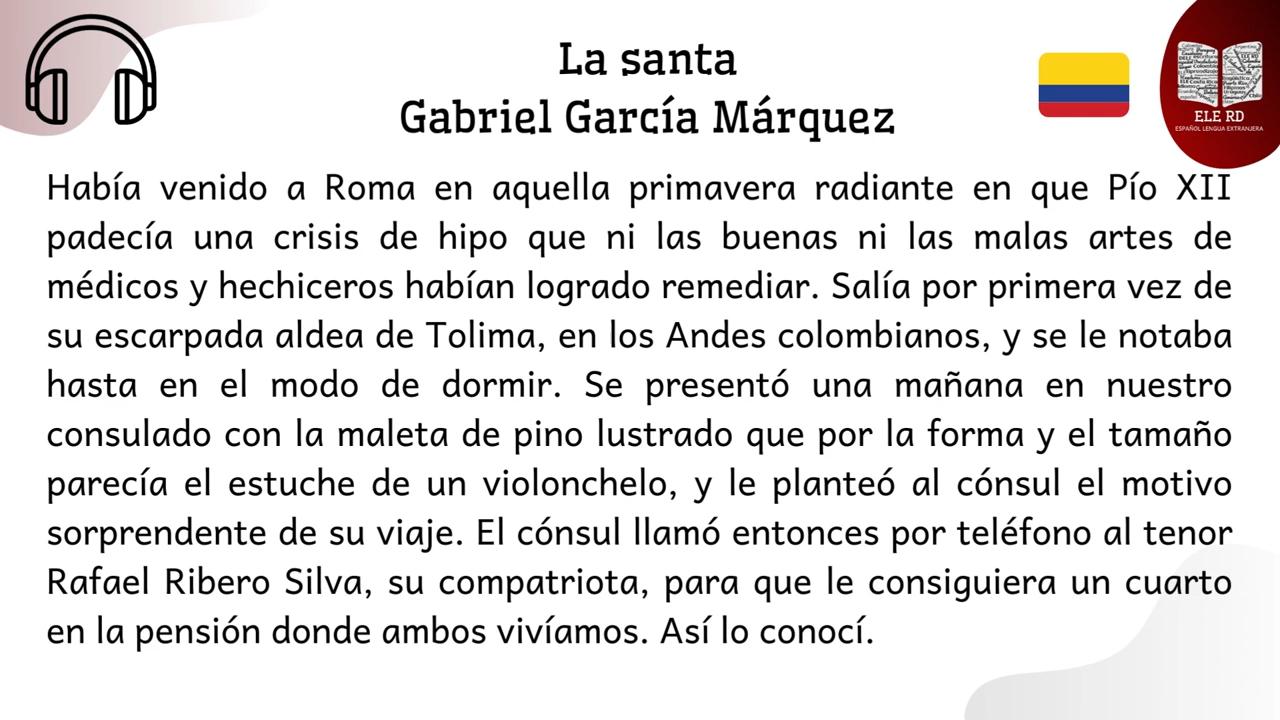 La santa
Gabriel García Márquez
ELE RD
ESPAÑOL LENGUA EXTRANJERA
Había venido a Roma en aquella primavera radiante en que Pío XII
padecía una crisis de hipo que ni las buenas ni las malas artes de
médicos y hechiceros habían logrado remediar. Salía por primera vez de
su escarpada aldea de Tolima, en los Andes colombianos, y se le notaba
hasta en el modo de dormir. Se presentó una mañana en nuestro
consulado con la maleta de pino lustrado que por la forma y el tamaño
parecía el estuche de un violonchelo, y le planteó al cónsul el motivo
sorprendente de su viaje. El cónsul llamó entonces por teléfono al tenor
Rafael Ribero Silva, su compatriota, para que le consiguiera un cuarto
en la pensión donde ambos vivíamos. Así lo conocí.